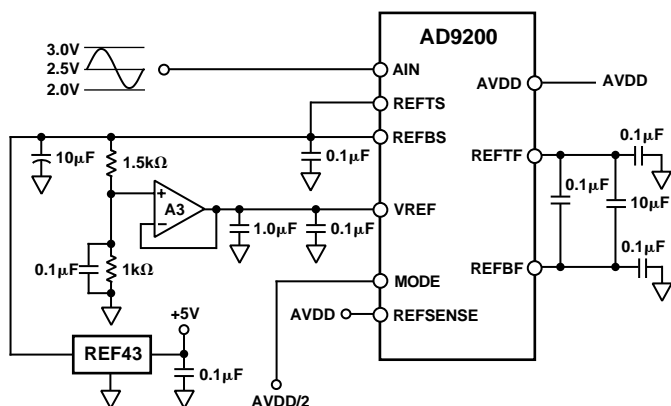 AD9200
3.0V
2.5V
2.0V
AIN
AVDD
AVDD
REFTS
REFBS
10μF
1.5kΩ
0.1μF
REFTF
0.1μF
0.1μF
10μF
A3
+
−
VREF
1.0μF
0.1μF
0.1μF
1kΩ
0.1μF
REFBF
MODE
AVDD
REFSENSE
+5V
REF43
0.1μF
AVDD/2